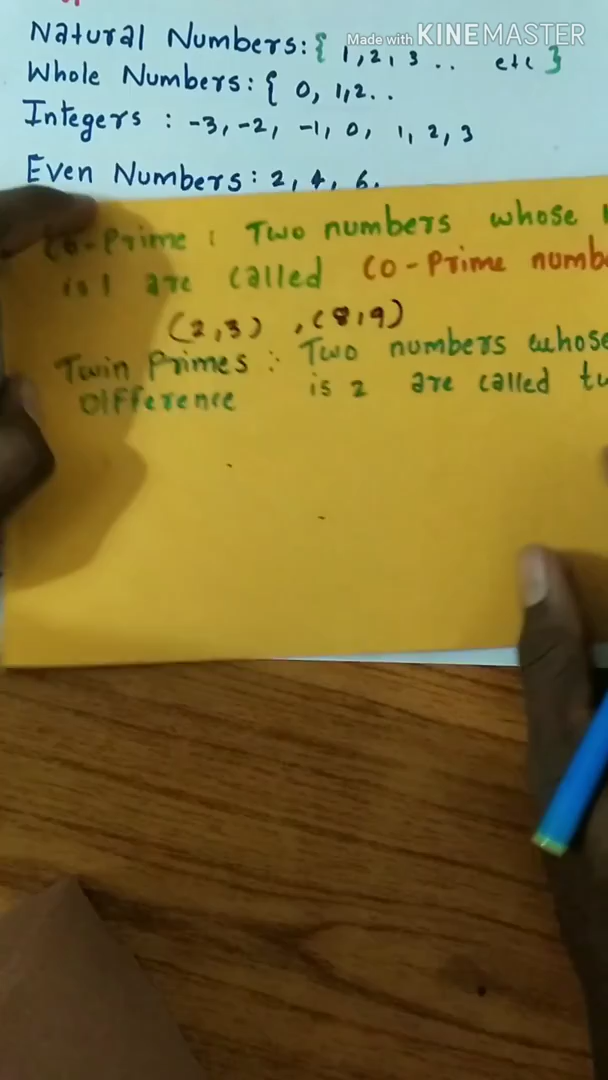 Natural Numbers: { 1, 2, 3 .. etc }
Made with KINEMASTER
Whole Numbers: { 0, 1, 2..
Integers : -3, -2, -1, 0, 1, 2, 3
Even Numbers: 2, 4, 6.
Co-Prime : Two numbers whose
is 1 are called co-Prime numbe
(2,3) , (8,9)
Twin Primes : Two numbers whose
Difference is 2 are called tw